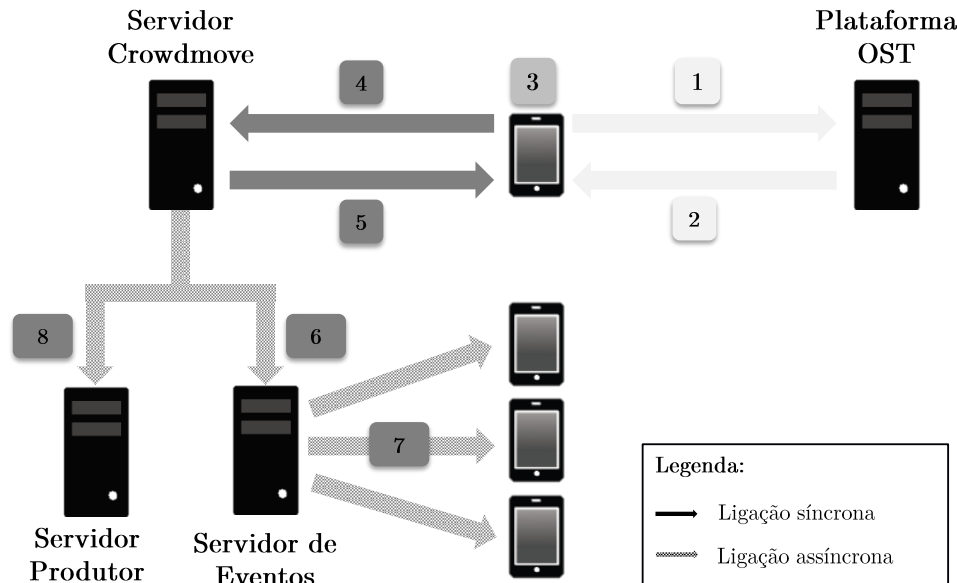 Servidor
Crowdmove
Plataforma
OST
4
3
1
5
2
8
6
7
Servidor
Produtor
Servidor de
Eventos
Legenda:
Ligação síncrona
Ligação assíncrona